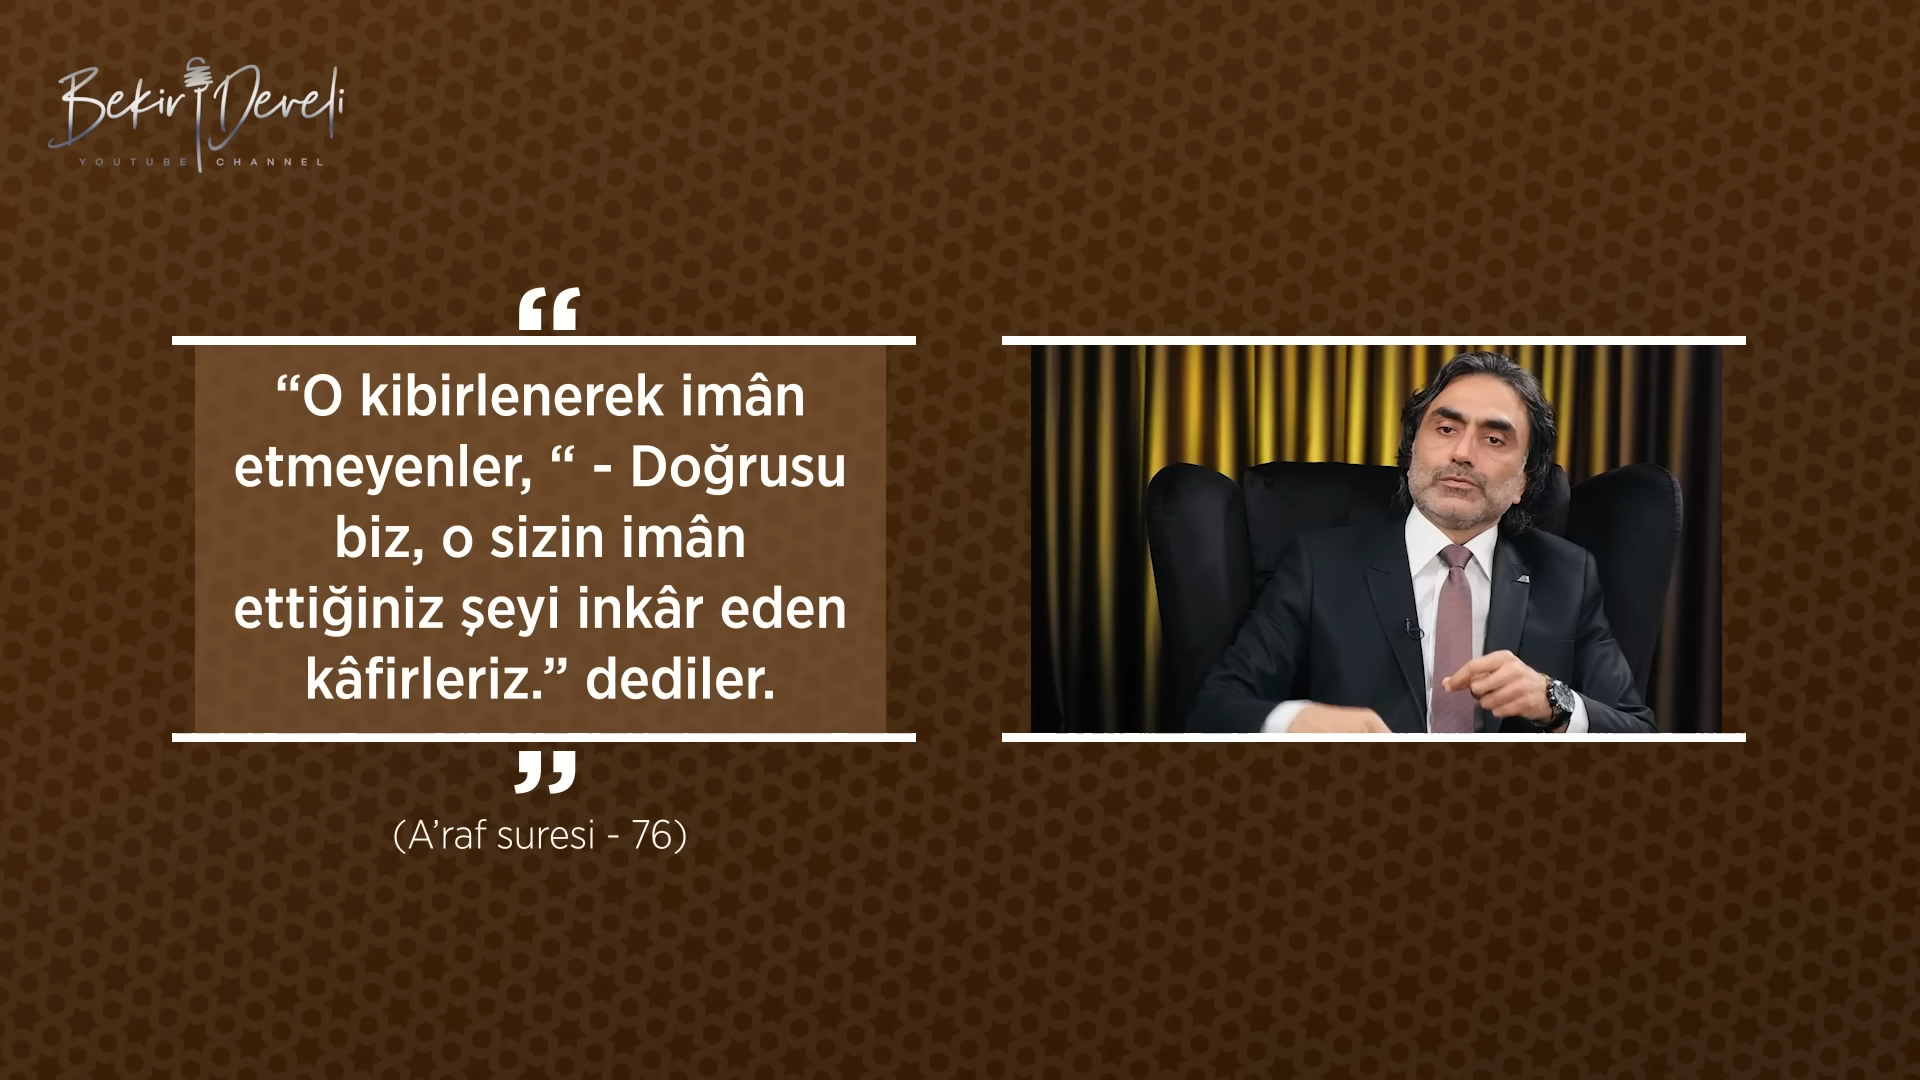 Bekir Develi
YOUTUBE CHANNEL
“
“O kibirlenerek imân
etmeyenler, “ - Doğrusu
biz, o sizin imân
ettiğiniz şeyi inkâr eden
kâfirleriz.” dediler.
”
(A’raf suresi - 76)